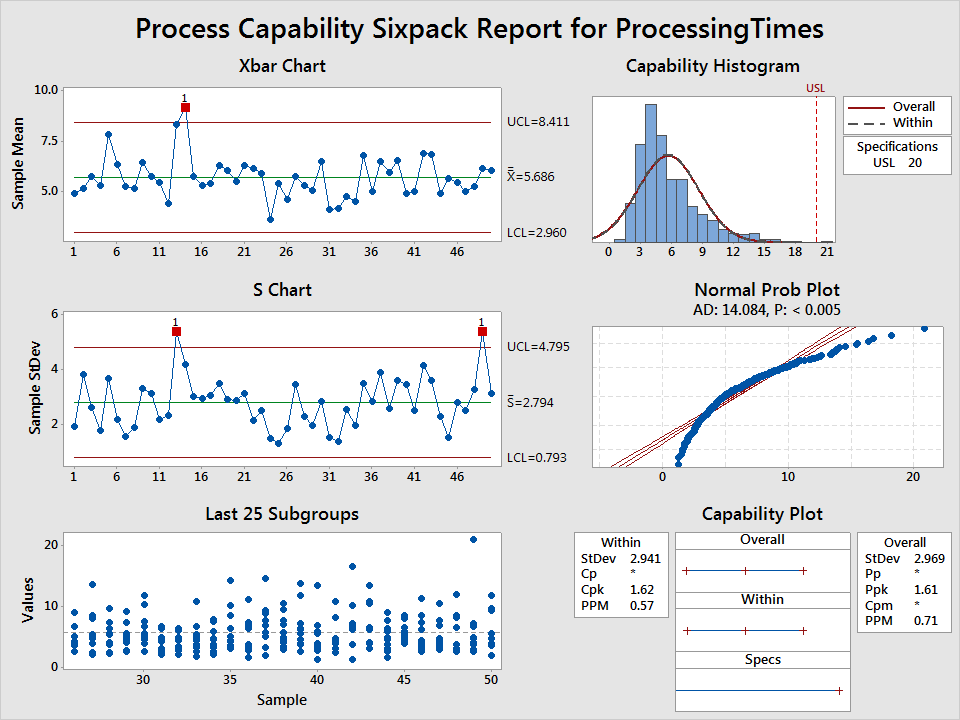 Process Capability Sixpack Report for ProcessingTimes
Xbar Chart
Sample Mean
10.0
7.5
5.0
1
UCL=8.411
X̿=5.686
LCL=2.960
1 6 11 16 21 26 31 36 41 46
Capability Histogram
USL
0 3 6 9 12 15 18 21
Overall
Within
Specifications
USL 20
S Chart
Sample StDev
6
4
2
1 1
UCL=4.795
S̅=2.794
LCL=0.793
1 6 11 16 21 26 31 36 41 46
Normal Prob Plot
AD: 14.084, P: < 0.005
0 10 20
Last 25 Subgroups
Values
20
10
0
30 35 40 45 50
Sample
Capability Plot
Within
StDev 2.941
Cp *
Cpk 1.62
PPM 0.57
Overall
Within
Specs
Overall
StDev 2.969
Pp *
Ppk 1.61
Cpm *
PPM 0.71